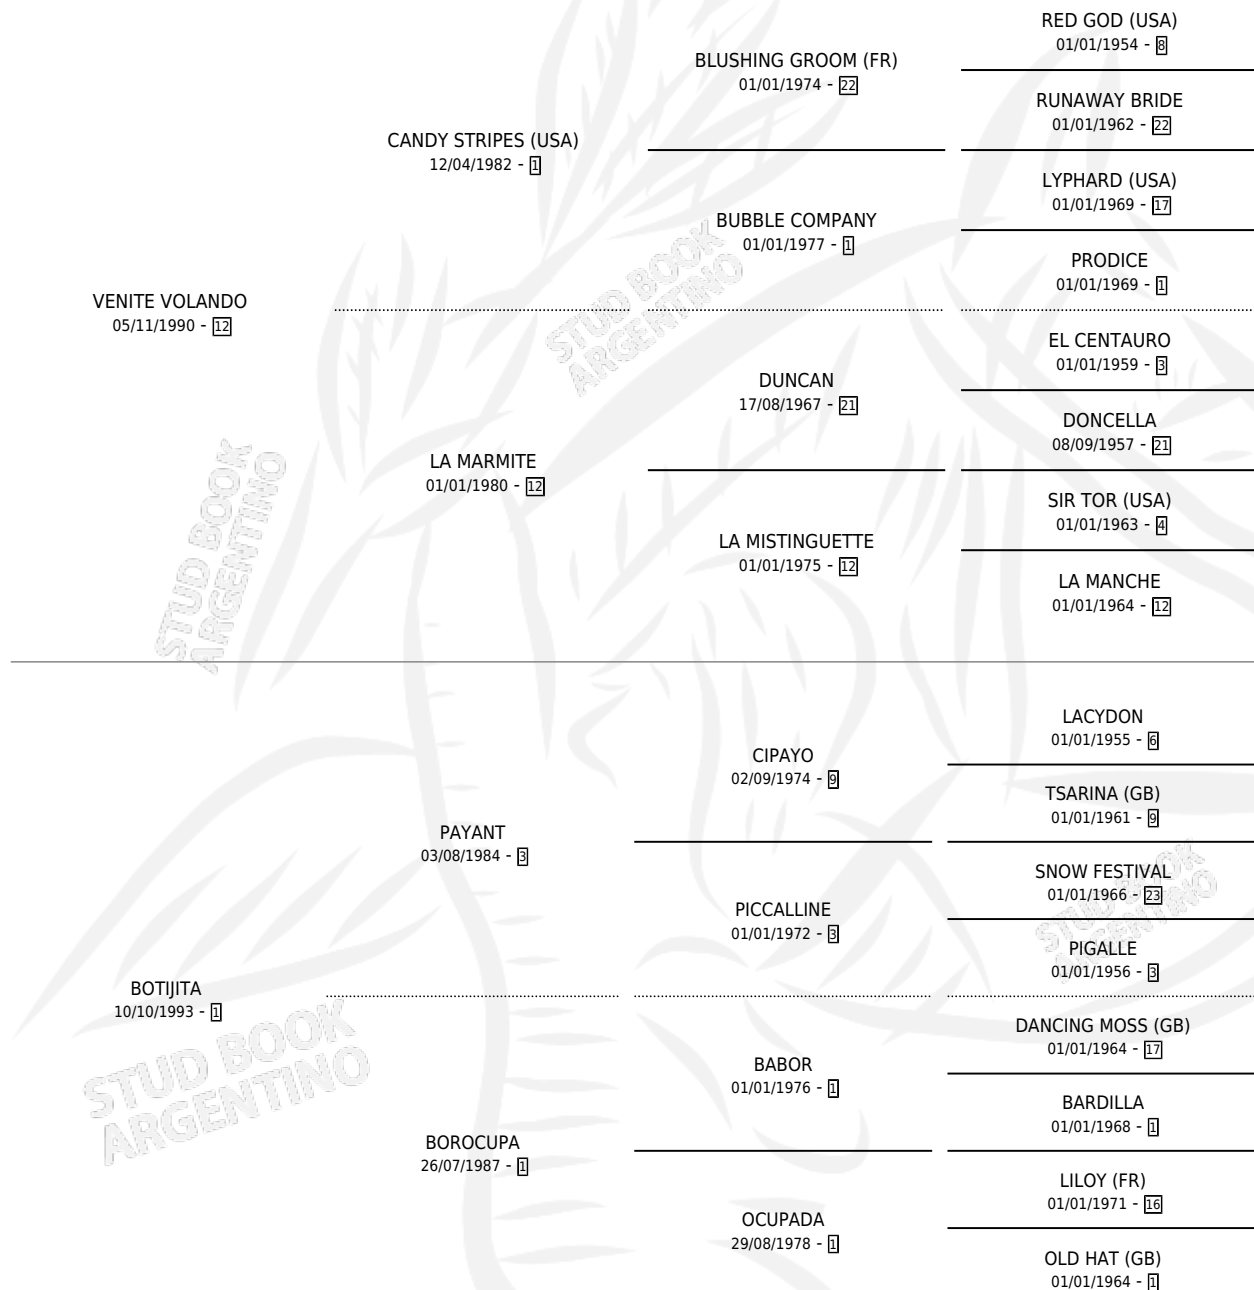 RED GOD (USA)
01/01/1954 - 8
BLUSHING GROOM (FR)
01/01/1974 - 22
RUNAWAY BRIDE
01/01/1962 - 22
CANDY STRIPES (USA)
12/04/1982 - 1
LYPHARD (USA)
01/01/1969 - 17
BUBBLE COMPANY
01/01/1977 - 1
PRODICE
01/01/1969 - 1
VENITE VOLANDO
05/11/1990 - 12
STUD BOOK
ARGENTINO
EL CENTAURO
01/01/1959 - 3
DUNCAN
17/08/1967 - 21
DONCELLA
08/09/1957 - 21
LA MARMITE
01/01/1980 - 12
SIR TOR (USA)
01/01/1963 - 4
LA MISTINGUETTE
01/01/1975 - 12
LA MANCHE
01/01/1964 - 12
STUD BOOK
ARGENTINO
LACYDON
01/01/1955 - 6
CIPAYO
02/09/1974 - 9
TSARINA (GB)
01/01/1961 - 9
PAYANT
03/08/1984 - 3
SNOW FESTIVAL
01/01/1966 - 23
PICCALLINE
01/01/1972 - 3
PIGALLE
01/01/1956 - 3
STUD BOOK
ARGENTINO
BOTIJITA
10/10/1993 - 1
DANCING MOSS (GB)
01/01/1964 - 17
BABOR
01/01/1976 - 1
BARDILLA
01/01/1968 - 1
STUD BOOK
ARGENTINO
BOROCUPA
26/07/1987 - 1
LILOY (FR)
01/01/1971 - 16
OCUPADA
29/08/1978 - 1
OLD HAT (GB)
01/01/1964 - 1